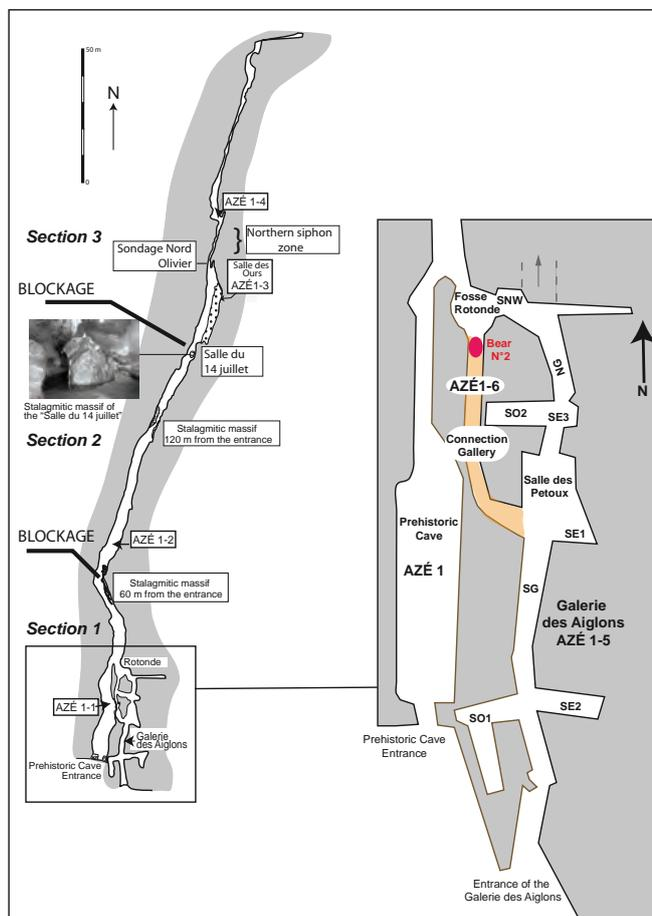 50 m
N
0
AZÉ 1-4
Section 3
Northern siphon
zone
}
Sondage Nord
Olivier
Salle des
Ours
AZÉ1-3
BLOCKAGE
Salle du
14 juillet
Stalagmitic massif of
the "Salle du 14 juillet"
Section 2
Stalagmitic massif
120 m from the entrance
BLOCKAGE
AZÉ 1-2
Stalagmitic massif
60 m from the entrance
Section 1
Rotonde
AZÉ 1-1
Galerie
des Aiglons
Prehistoric Cave
Entrance
Fosse
Rotonde
SNW
Bear
N°2
NG
N
AZÉ1-6
SO2
SE3
Connection
Gallery
Salle des
Petoux
Prehistoric
Cave
AZÉ 1
SE1
SG
Galerie
des Aiglons
AZÉ 1-5
SE2
SO1
Prehistoric Cave
Entrance
Entrance of the
Galerie des Aiglons